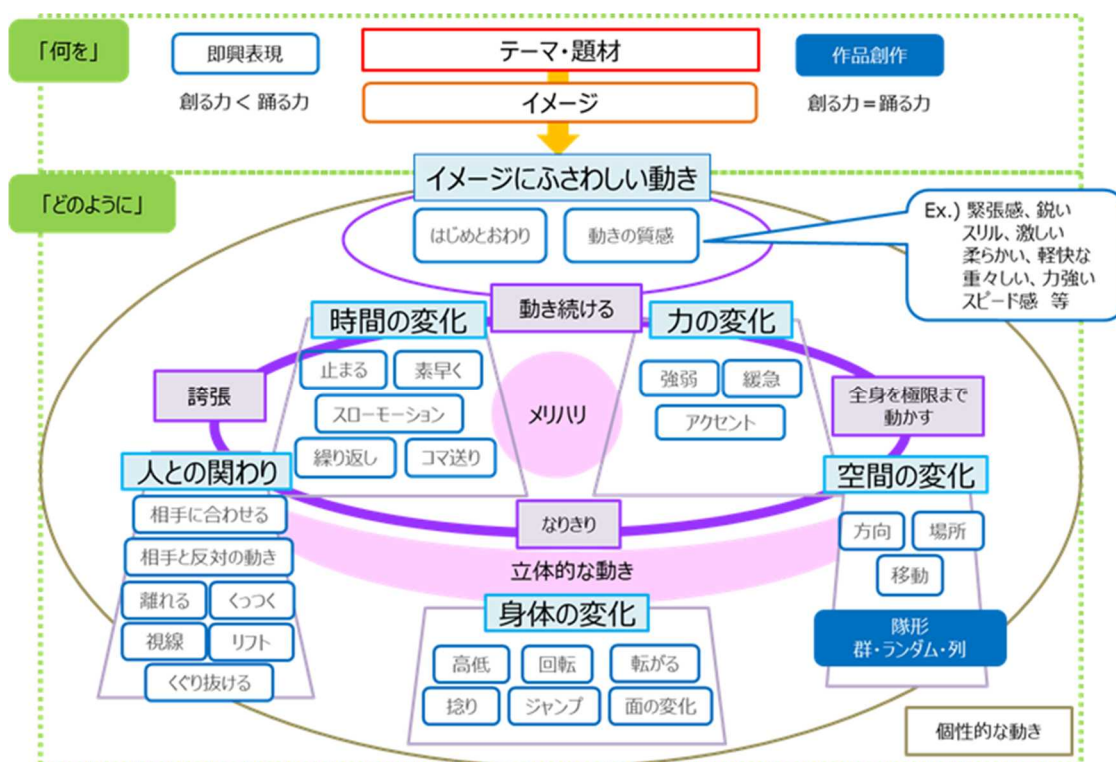 「何を」
即興表現
創る力 < 踊る力
テーマ・題材
イメージ
作品創作
創る力 = 踊る力
「どのように」
イメージにふさわしい動き
はじめとおわり
動きの質感
Ex.) 緊張感、鋭い
スリル、激しい
柔らかい、軽快な
重々しい、力強い
スピード感 等
動き続ける
時間の変化
止まる
素早く
スローモーション
繰り返し
コマ送り
メリハリ
力の変化
強弱
緩急
アクセント
誇張
全身を極限まで
動かす
人との関わり
相手に合わせる
相手と反対の動き
離れる
くっつく
視線
リフト
くぐり抜ける
なりきり
立体的な動き
身体の変化
高低
回転
転がる
捻り
ジャンプ
面の変化
空間の変化
方向
場所
移動
隊形
群・ランダム・列
個性的な動き